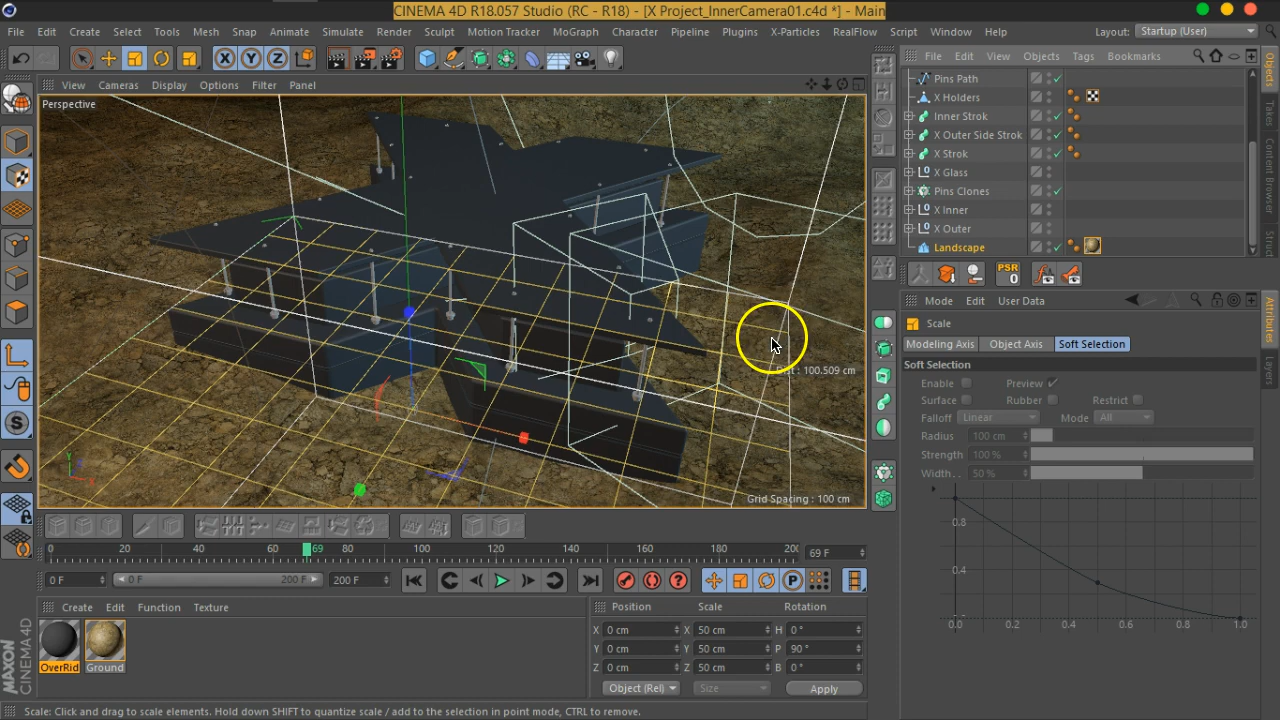 CINEMA 4D R18.057 Studio (RC - R18) - [X Project_InnerCamera01.c4d *] - Main
File Edit Create Select Tools Mesh Snap Animate Simulate Render Sculpt Motion Tracker MoGraph Character Pipeline Plugins X-Particles RealFlow Script Window Help Layout: Startup (User)
X Y Z
View Cameras Display Options Filter Panel
Perspective
Dist : 100.509 cm
Grid Spacing : 100 cm
File Edit View Objects Tags Bookmarks
Pins Path
X Holders
Inner Strok
X Outer Side Strok
X Strok
X Glass
Pins Clones
X Inner
X Outer
Landscape
Objects
Takes
Content Browser
Structure
PSR
0
Mode Edit User Data
Scale
Modeling Axis Object Axis Soft Selection
Soft Selection
Enable Preview
Surface Rubber Restrict
Falloff Linear Mode All
Radius 100 cm
Strength 100 %
Width . . 50 %
0.8
0.4
0.0 0.2 0.4 0.6 0.8 1.0
Attributes
Layers
0 20 40 60 69 80 100 120 140 160 180 200 69 F
0 F 0 F 200 F 200 F
P
Create Edit Function Texture
OverRid Ground
Position Scale Rotation
X 0 cm X 50 cm H 0 °
Y 0 cm Y 50 cm P 90 °
Z 0 cm Z 50 cm B 0 °
Object (Rel) Size Apply
MAXON
CINEMA 4D
Scale: Click and drag to scale elements. Hold down SHIFT to quantize scale / add to the selection in point mode, CTRL to remove.